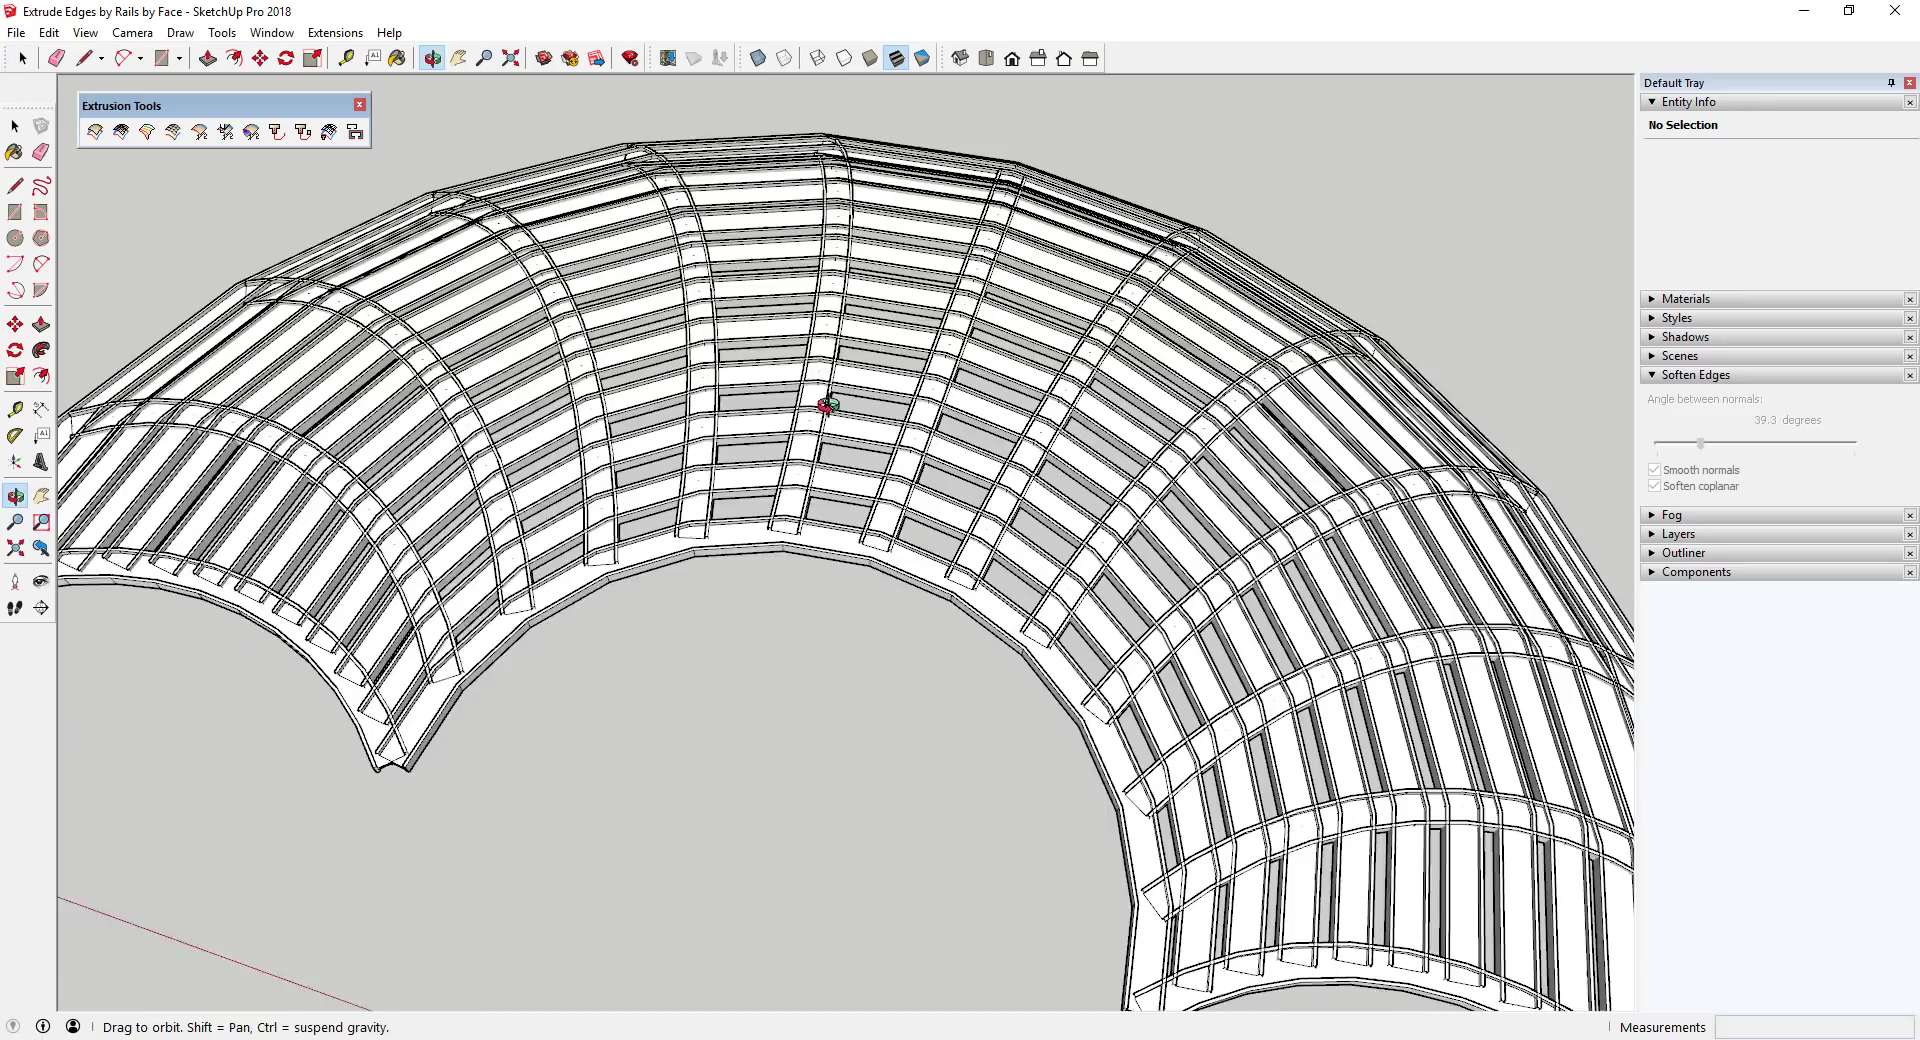 Extrude Edges by Rails by Face - SketchUp Pro 2018
File Edit View Camera Draw Tools Window Extensions Help
Extrusion Tools
Default Tray
Entity Info
No Selection
Materials
Styles
Shadows
Scenes
Soften Edges
Angle between normals:
39.3 degrees
Smooth normals
Soften coplanar
Fog
Layers
Outliner
Components
Drag to orbit. Shift = Pan, Ctrl = suspend gravity.
Measurements